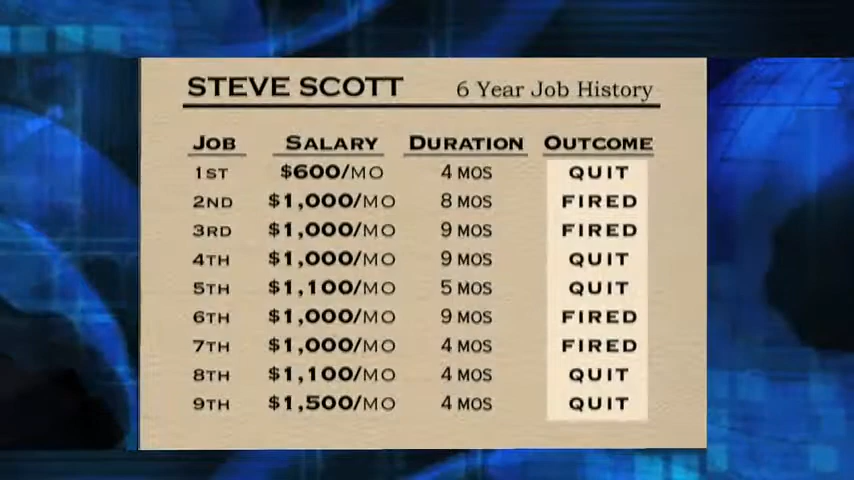 STEVE SCOTT 6 Year Job History
JOB SALARY DURATION OUTCOME
1ST $600/MO 4 MOS QUIT
2ND $1,000/MO 8 MOS FIRED
3RD $1,000/MO 9 MOS FIRED
4TH $1,000/MO 9 MOS QUIT
5TH $1,100/MO 5 MOS QUIT
6TH $1,000/MO 9 MOS FIRED
7TH $1,000/MO 4 MOS FIRED
8TH $1,100/MO 4 MOS QUIT
9TH $1,500/MO 4 MOS QUIT